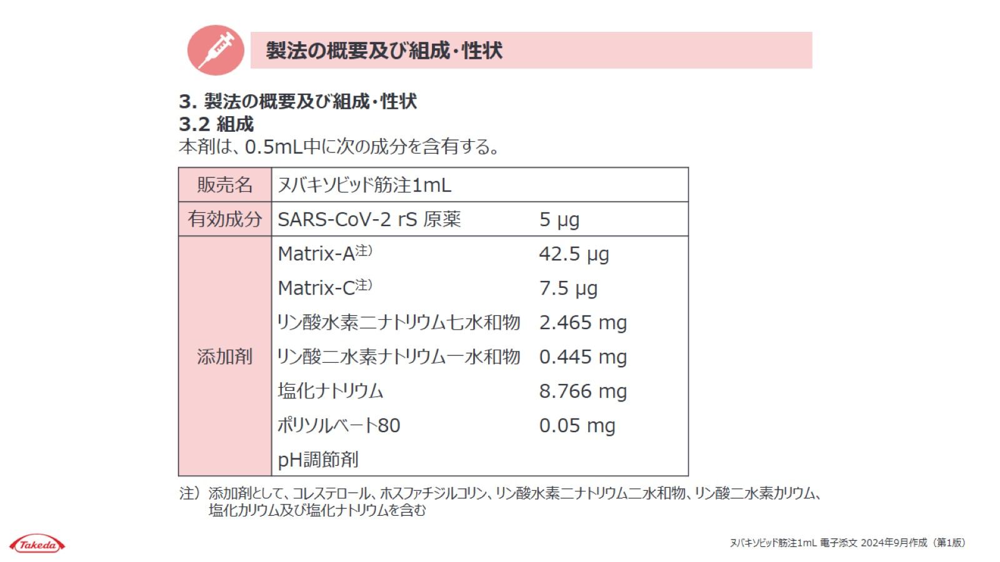 製法の概要及び組成・性状
3. 製法の概要及び組成・性状
3.2 組成
本剤は、0.5mL中に次の成分を含有する。
販売名 ヌバキソビッド筋注1mL
有効成分 SARS-CoV-2 rS 原薬 5 μg
添加剤
Matrix-A注) 42.5 μg
Matrix-C注) 7.5 μg
リン酸水素二ナトリウム七水和物 2.465 mg
リン酸二水素ナトリウム一水和物 0.445 mg
塩化ナトリウム 8.766 mg
ポリソルベート80 0.05 mg
pH調節剤
注）添加剤として、コレステロール、ホスファチジルコリン、リン酸水素二ナトリウム二水和物、リン酸二水素カリウム、
塩化カリウム及び塩化ナトリウムを含む
Takeda
ヌバキソビッド筋注1mL 電子添文 2024年9月作成（第1版）